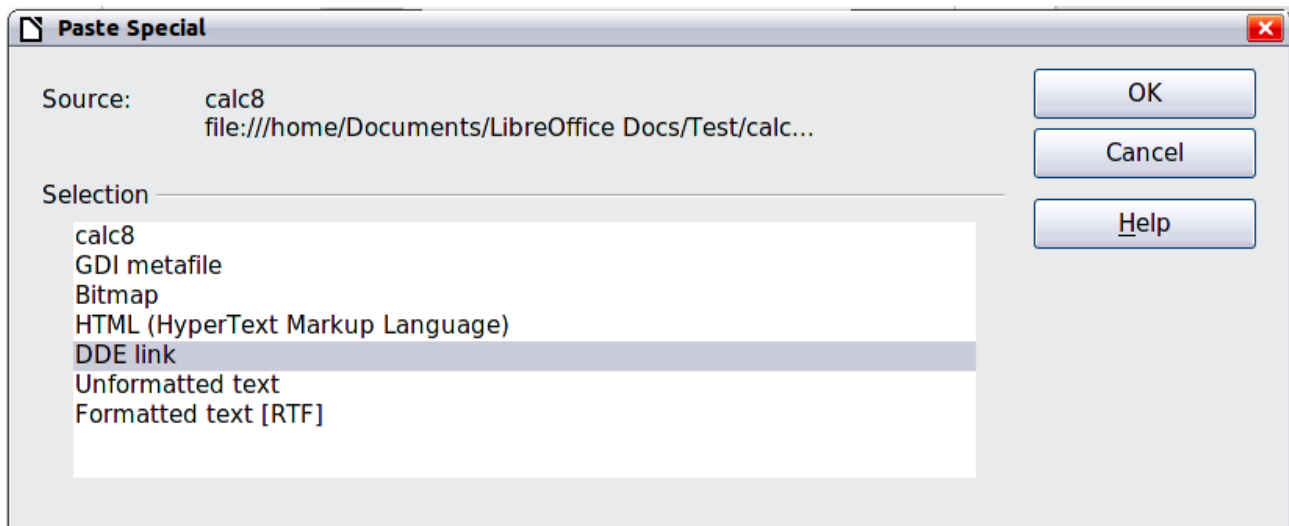 Paste Special
Source: calc8
file:///home/Documents/LibreOffice Docs/Test/calc...
OK
Cancel
Help
Selection
calc8
GDI metafile
Bitmap
HTML (HyperText Markup Language)
DDE link
Unformatted text
Formatted text [RTF]